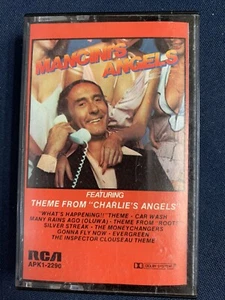 MANCINI'S
ANGELS
FEATURING
THEME FROM "CHARLIE'S ANGELS"
WHAT'S HAPPENING!! THEME - CAR WASH
MANY RAINS AGO (OLUWA) - THEME FROM "ROOTS"
SILVER STREAK - THE MONEYCHANGERS
GONNA FLY NOW - EVERGREEN
THE INSPECTOR CLOUSEAU THEME
RCA
APK1-2290
DOLBY SYSTEM